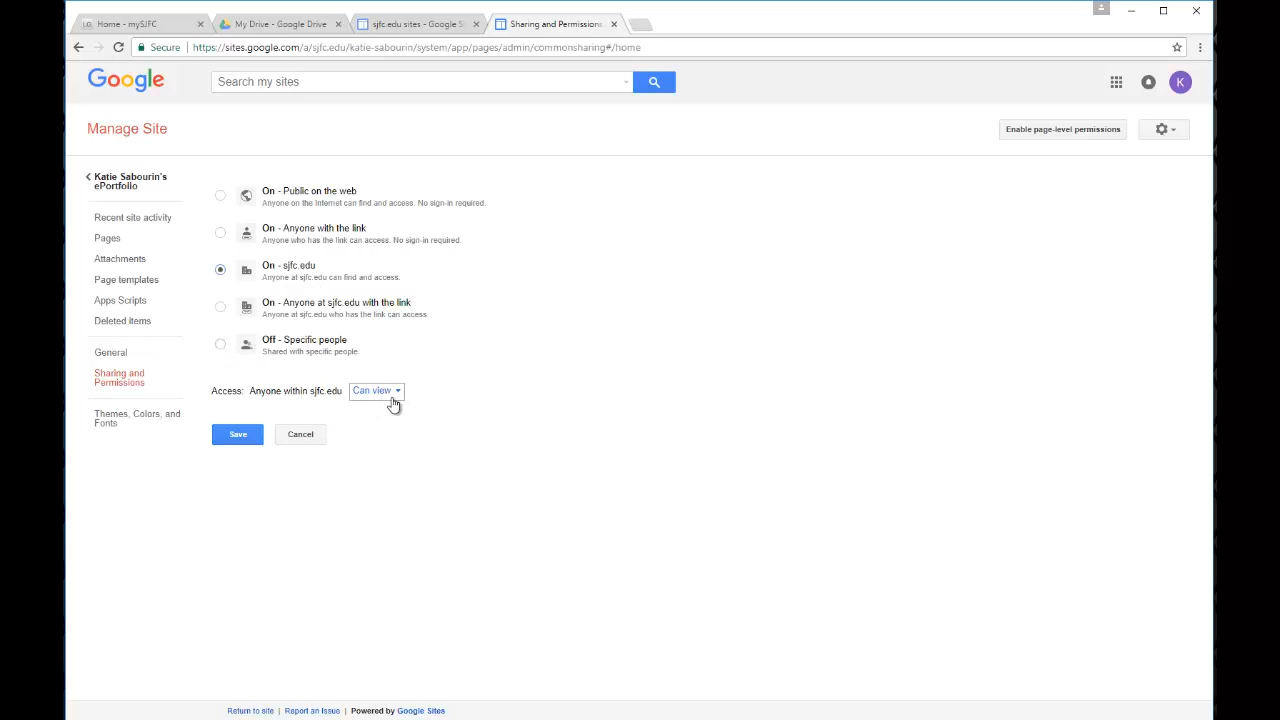 Home - mySJFC
My Drive - Google Drive
sjfc.edu sites - Google Si
Sharing and Permissions
Secure
https://sites.google.com/a/sjfc.edu/katie-sabourin/system/app/pages/admin/commonsharing#/home
Google
Search my sites
K
Manage Site
Enable page-level permissions
Katie Sabourin's
ePortfolio
Recent site activity
Pages
Attachments
Page templates
Apps Scripts
Deleted items
General
Sharing and
Permissions
Themes, Colors, and
Fonts
On - Public on the web
Anyone on the Internet can find and access. No sign-in required.
On - Anyone with the link
Anyone who has the link can access. No sign-in required.
On - sjfc.edu
Anyone at sjfc.edu can find and access.
On - Anyone at sjfc.edu with the link
Anyone at sjfc.edu who has the link can access.
Off - Specific people
Shared with specific people.
Access: Anyone within sjfc.edu Can view
Save Cancel
Return to site | Report an Issue | Powered by Google Sites